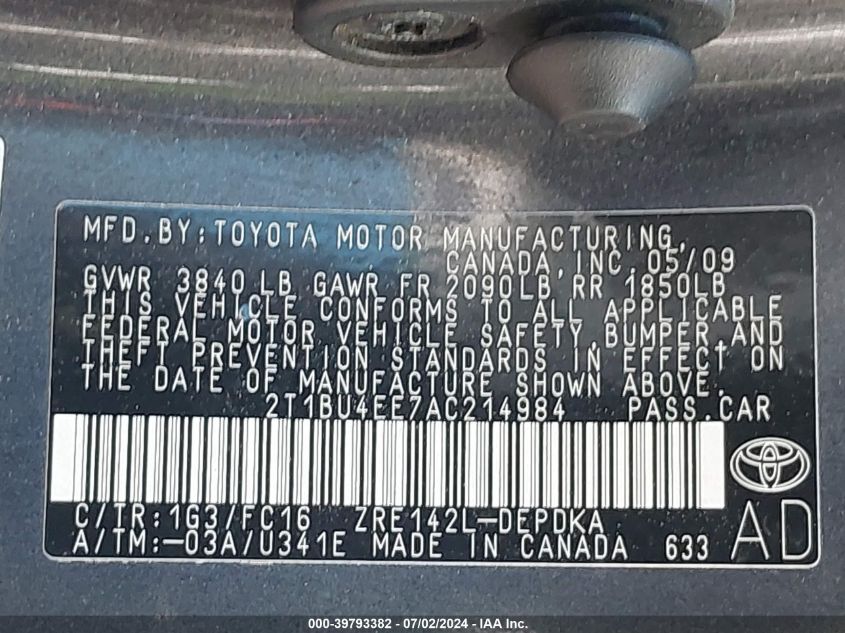 MFD.BY:TOYOTA MOTOR MANUFACTURING,
CANADA,INC.05/09
GVWR 3840LB GAWR FR 2090LB RR 1850LB
THIS VEHICLE CONFORMS TO ALL APPLICABLE
FEDERAL MOTOR VEHICLE SAFETY,BUMPER,AND
THEFT PREVENTION STANDARDS IN EFFECT ON
THE DATE OF MANUFACTURE SHOWN ABOVE.
2T1BU4EE7AC214984 PASS.CAR
C/TR:1G3/FC16 ZRE142L-DEPDKA
A/TM:-03A/U341E MADE IN CANADA 633 AD
000-39793382 - 07/02/2024 - IAA Inc.